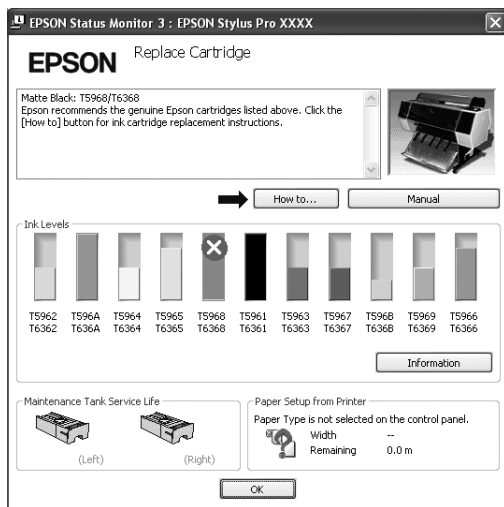 EPSON Status Monitor 3 : EPSON Stylus Pro XXXX
EPSON
Replace Cartridge
Matte Black: T5968/T6368
Epson recommends the genuine Epson cartridges listed above. Click the
[How to] button for ink cartridge replacement instructions.
How to...
Manual
Ink Levels
T5962 T596A T5964 T5965 T5968 T5961 T5963 T5967 T596B T5969 T5966
T6362 T636A T6364 T6365 T6368 T6361 T6363 T6367 T636B T6369 T6366
Information
Maintenance Tank Service Life
(Left)
(Right)
Paper Setup from Printer
Paper Type is not selected on the control panel.
Width --
Remaining 0.0 m
OK